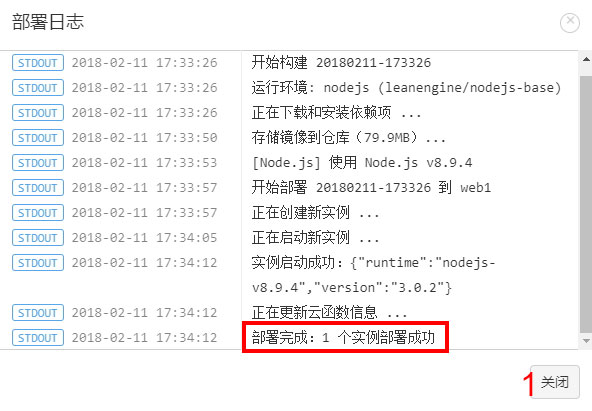 部署日志
STDOUT 2018-02-11 17:33:26 开始构建 20180211-173326
STDOUT 2018-02-11 17:33:26 运行环境: nodejs (leanengine/nodejs-base)
STDOUT 2018-02-11 17:33:26 正在下载和安装依赖项 ...
STDOUT 2018-02-11 17:33:50 存储镜像到仓库（79.9MB）...
STDOUT 2018-02-11 17:33:53 [Node.js] 使用 Node.js v8.9.4
STDOUT 2018-02-11 17:33:57 开始部署 20180211-173326 到 web1
STDOUT 2018-02-11 17:33:57 正在创建新实例 ...
STDOUT 2018-02-11 17:34:05 正在启动新实例 ...
STDOUT 2018-02-11 17:34:12 实例启动成功：{"runtime":"nodejs-
v8.9.4","version":"3.0.2"}
STDOUT 2018-02-11 17:34:12 正在更新云函数信息 ...
STDOUT 2018-02-11 17:34:12 部署完成：1 个实例部署成功
1 关闭